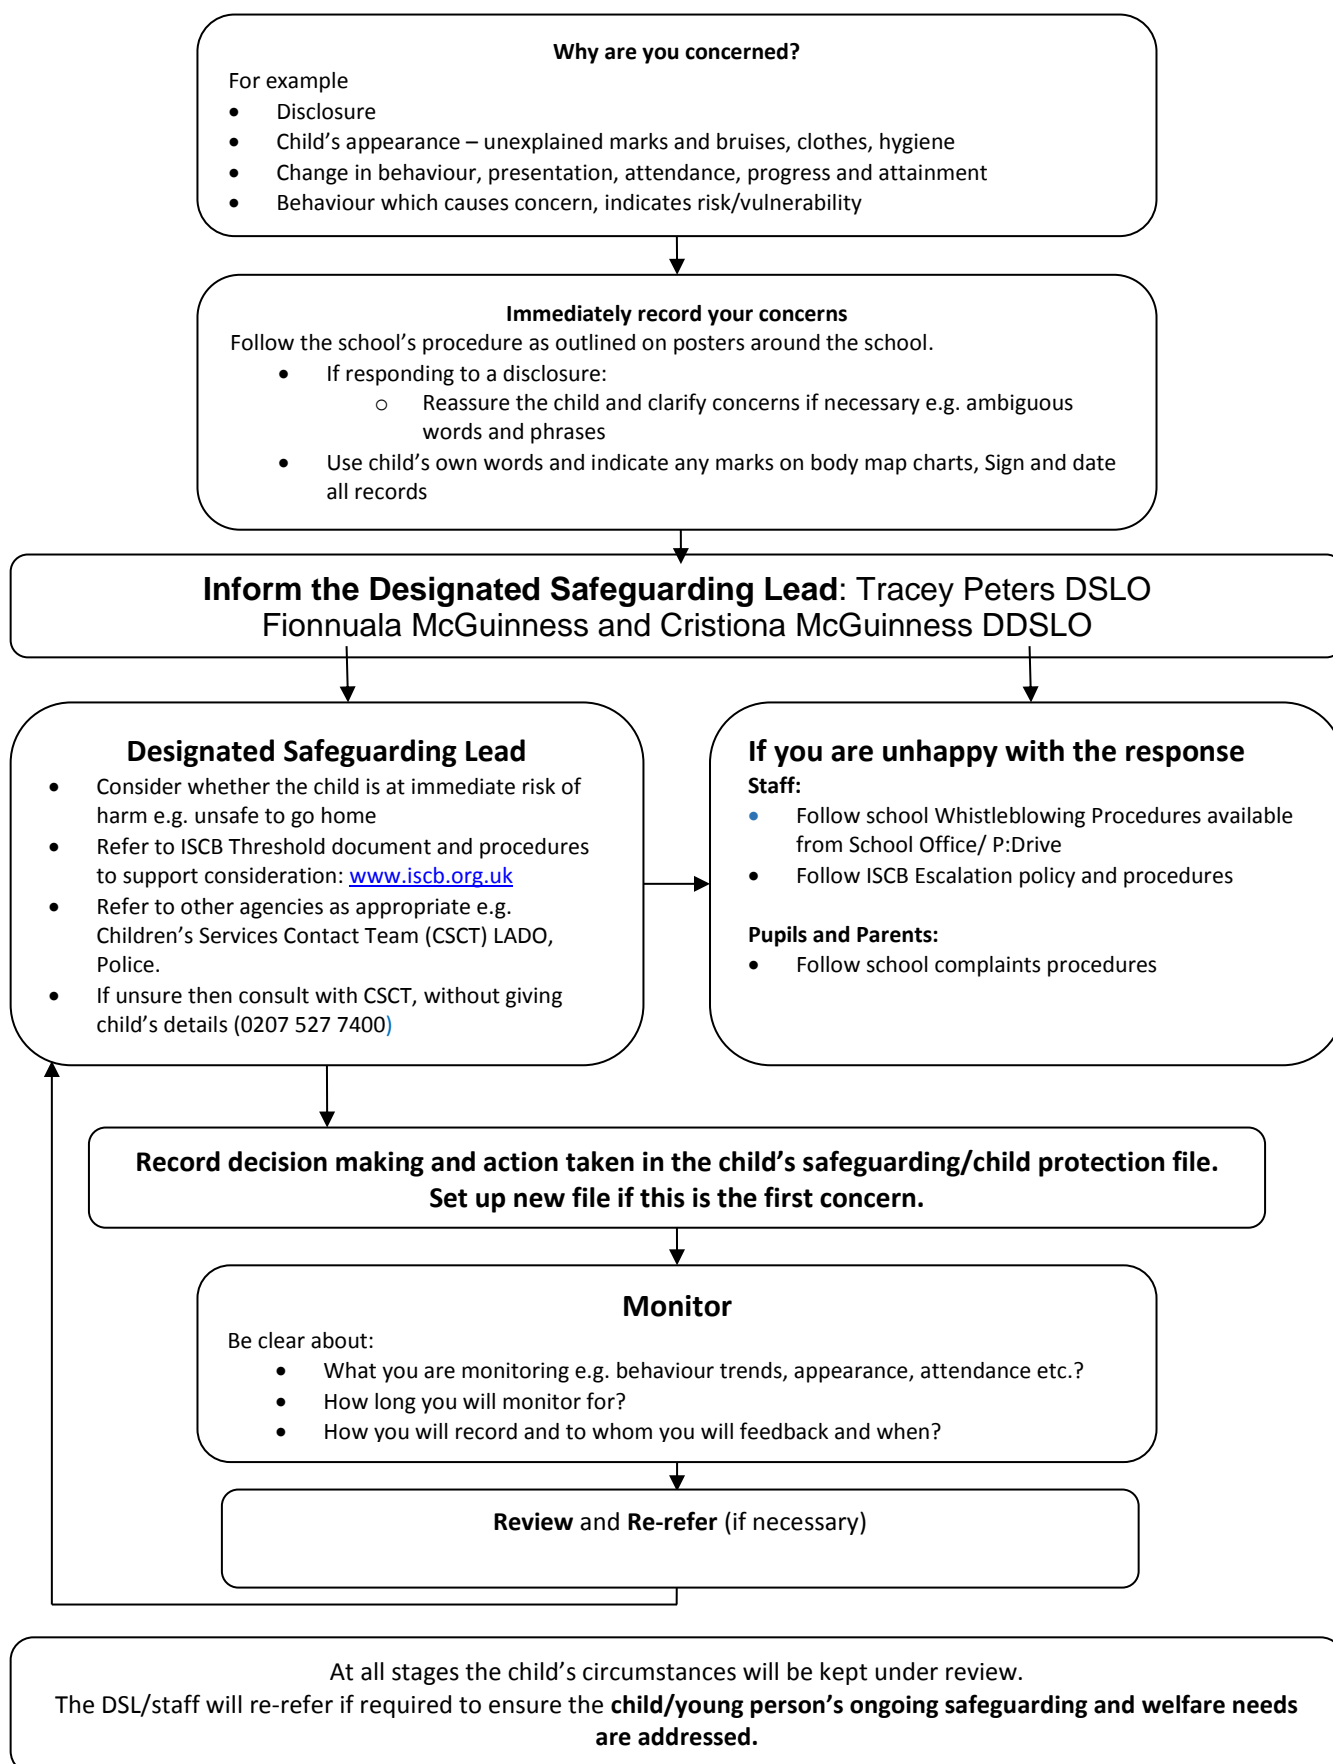 Why are you concerned?
For example
• Disclosure
• Child’s appearance – unexplained marks and bruises, clothes, hygiene
• Change in behaviour, presentation, attendance, progress and attainment
• Behaviour which causes concern, indicates risk/vulnerability
Immediately record your concerns
Follow the school’s procedure as outlined on posters around the school.
• If responding to a disclosure:
o Reassure the child and clarify concerns if necessary e.g. ambiguous
words and phrases
• Use child’s own words and indicate any marks on body map charts, Sign and date
all records
Inform the Designated Safeguarding Lead: Tracey Peters DSLO
Fionnuala McGuinness and Cristiona McGuinness DDSLO
Designated Safeguarding Lead
• Consider whether the child is at immediate risk of
harm e.g. unsafe to go home
• Refer to ISCB Threshold document and procedures
to support consideration: www.iscb.org.uk
• Refer to other agencies as appropriate e.g.
Children’s Services Contact Team (CSCT) LADO,
Police.
• If unsure then consult with CSCT, without giving
child’s details (0207 527 7400)
If you are unhappy with the response
Staff:
• Follow school Whistleblowing Procedures available
from School Office/ P:Drive
• Follow ISCB Escalation policy and procedures
Pupils and Parents:
• Follow school complaints procedures
Record decision making and action taken in the child’s safeguarding/child protection file.
Set up new file if this is the first concern.
Monitor
Be clear about:
• What you are monitoring e.g. behaviour trends, appearance, attendance etc.?
• How long you will monitor for?
• How you will record and to whom you will feedback and when?
Review and Re-refer (if necessary)
At all stages the child’s circumstances will be kept under review.
The DSL/staff will re-refer if required to ensure the child/young person’s ongoing safeguarding and welfare needs
are addressed.